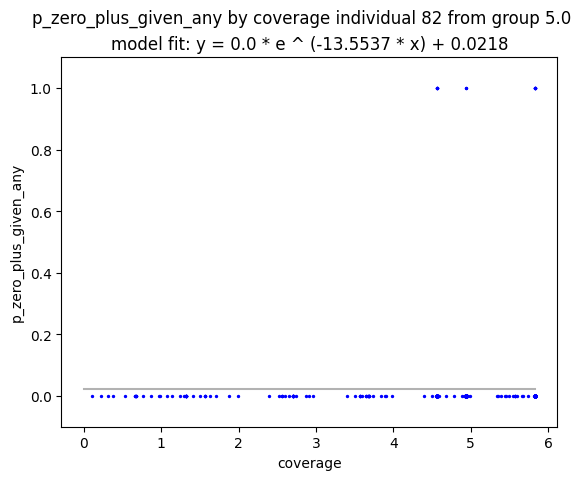 p_zero_plus_given_any by coverage individual 82 from group 5.0
model fit: y = 0.0 * e ^ (-13.5537 * x) + 0.0218
1.0
0.8
0.6
0.4
0.2
0.0
p_zero_plus_given_any
0 1 2 3 4 5 6
coverage